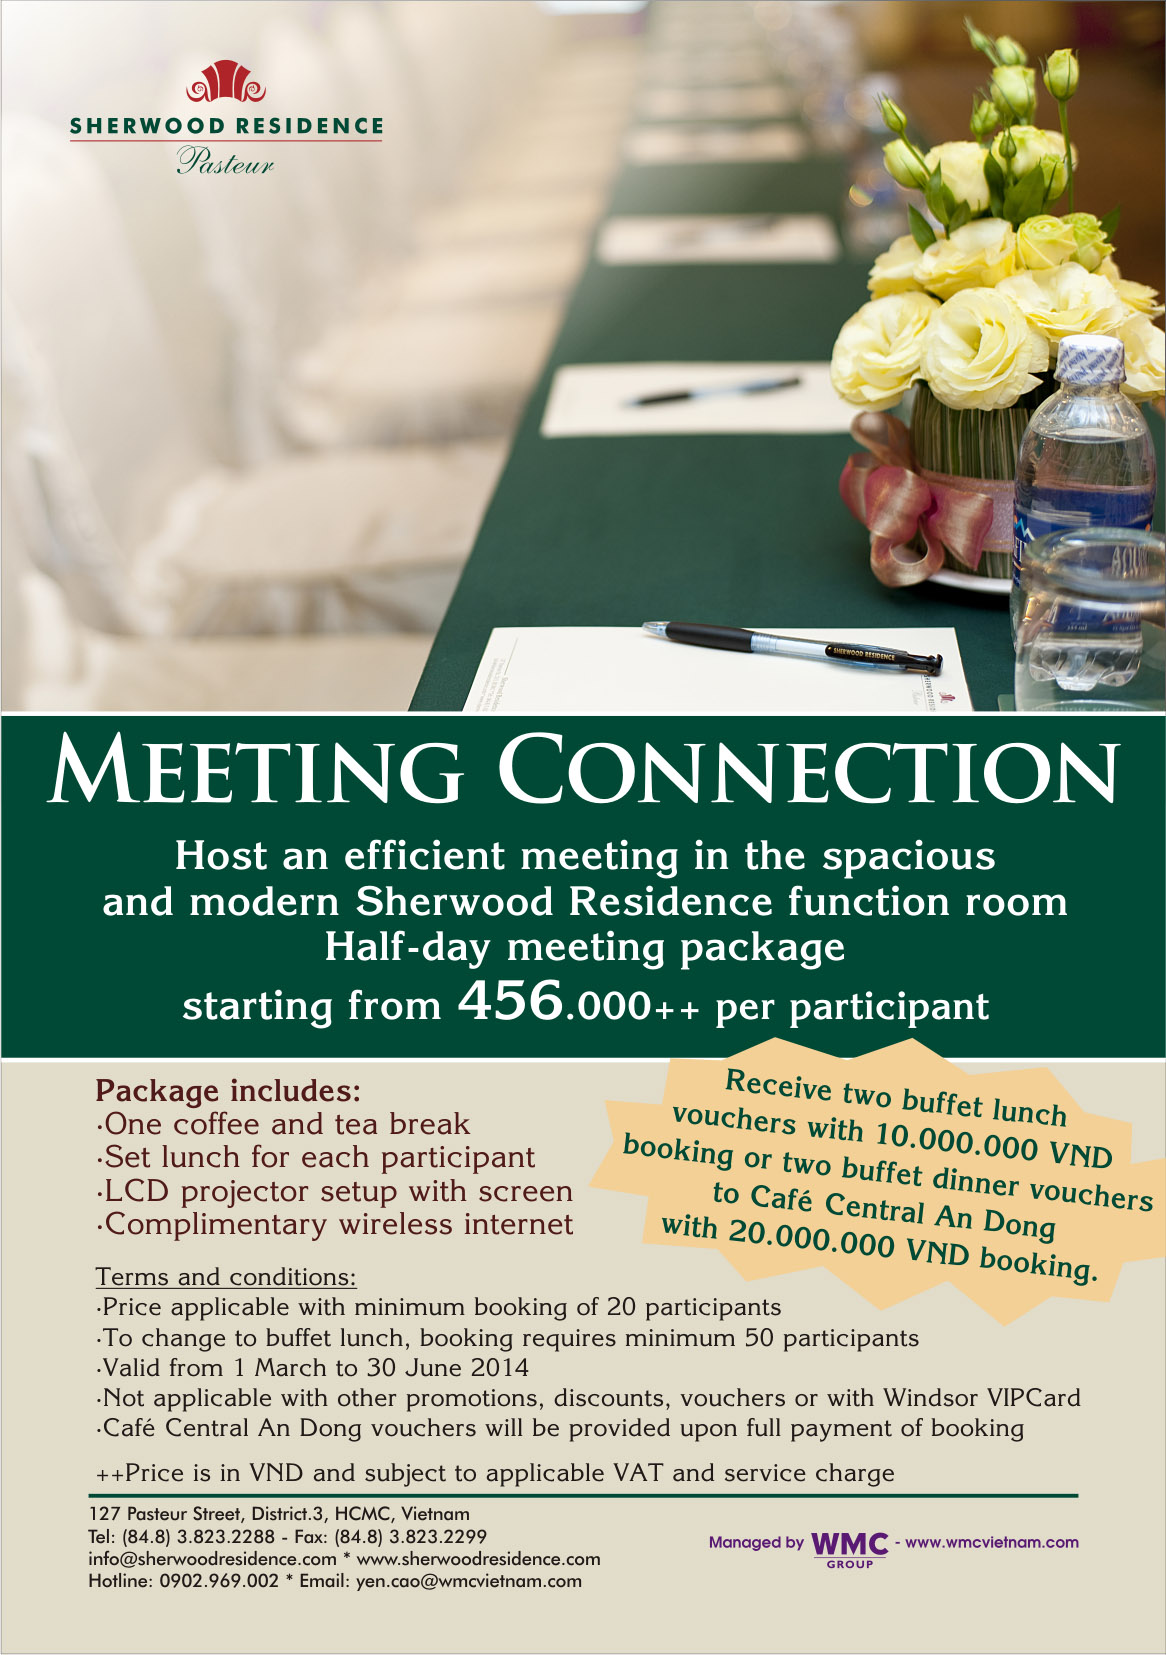 SHERWOOD RESIDENCE
Pasteur
SHERWOOD RESIDENCE
MEETING CONNECTION
Host an efficient meeting in the spacious
and modern Sherwood Residence function room
Half-day meeting package
starting from 456.000++ per participant
Package includes:
·One coffee and tea break
·Set lunch for each participant
·LCD projector setup with screen
·Complimentary wireless internet
Receive two buffet lunch
vouchers with 10.000.000 VND
booking or two buffet dinner vouchers
to Café Central An Dong
with 20.000.000 VND booking.
Terms and conditions:
·Price applicable with minimum booking of 20 participants
·To change to buffet lunch, booking requires minimum 50 participants
·Valid from 1 March to 30 June 2014
·Not applicable with other promotions, discounts, vouchers or with Windsor VIPCard
·Café Central An Dong vouchers will be provided upon full payment of booking
++Price is in VND and subject to applicable VAT and service charge
127 Pasteur Street, District.3, HCMC, Vietnam
Tel: (84.8) 3.823.2288 - Fax: (84.8) 3.823.2299
info@sherwoodresidence.com * www.sherwoodresidence.com
Hotline: 0902.969.002 * Email: yen.cao@wmcvietnam.com
Managed by WMC GROUP - www.wmcvietnam.com